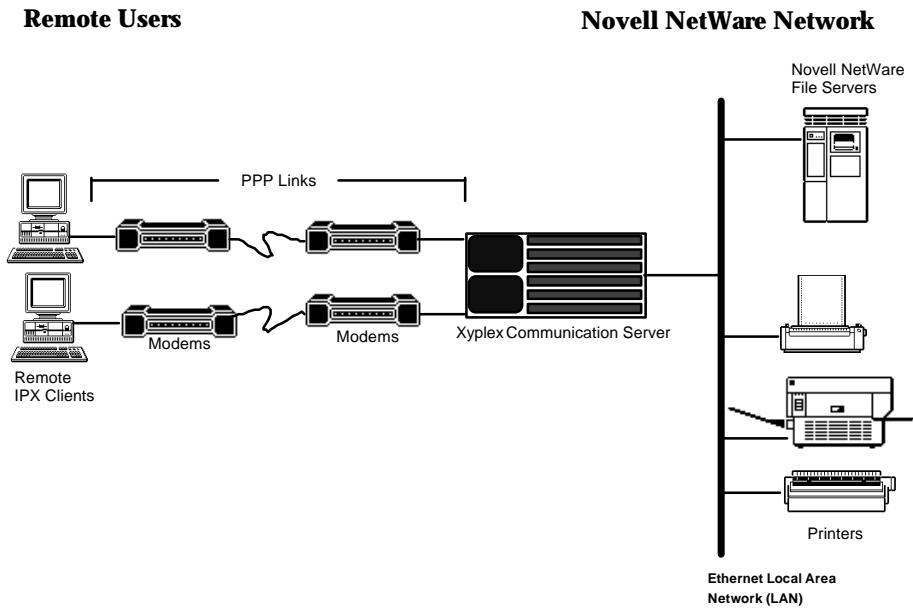 Remote Users
Novell NetWare Network
Novell NetWare
File Servers
PPP Links
Modems
Modems
Xyplex Communication Server
Remote
IPX Clients
Printers
Ethernet Local Area
Network (LAN)